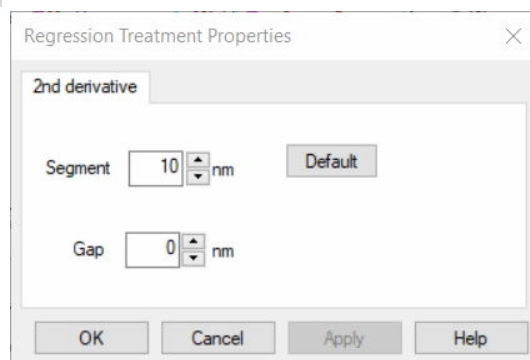 Regression Treatment Properties
2nd derivative
Segment 10 nm Default
Gap 0 nm
OK Cancel Apply Help